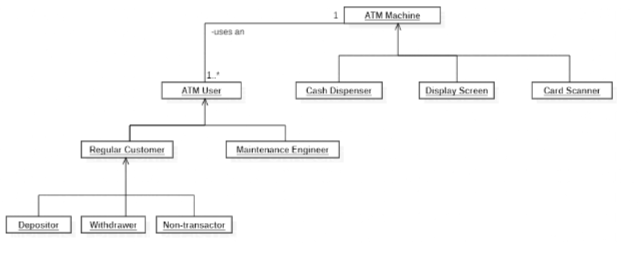 1
ATM Machine
-uses an
1..*
ATM User
Cash Dispenser
Display Screen
Card Scanner
Regular Customer
Maintenance Engineer
Depositor
Withdrawer
Non-transactor